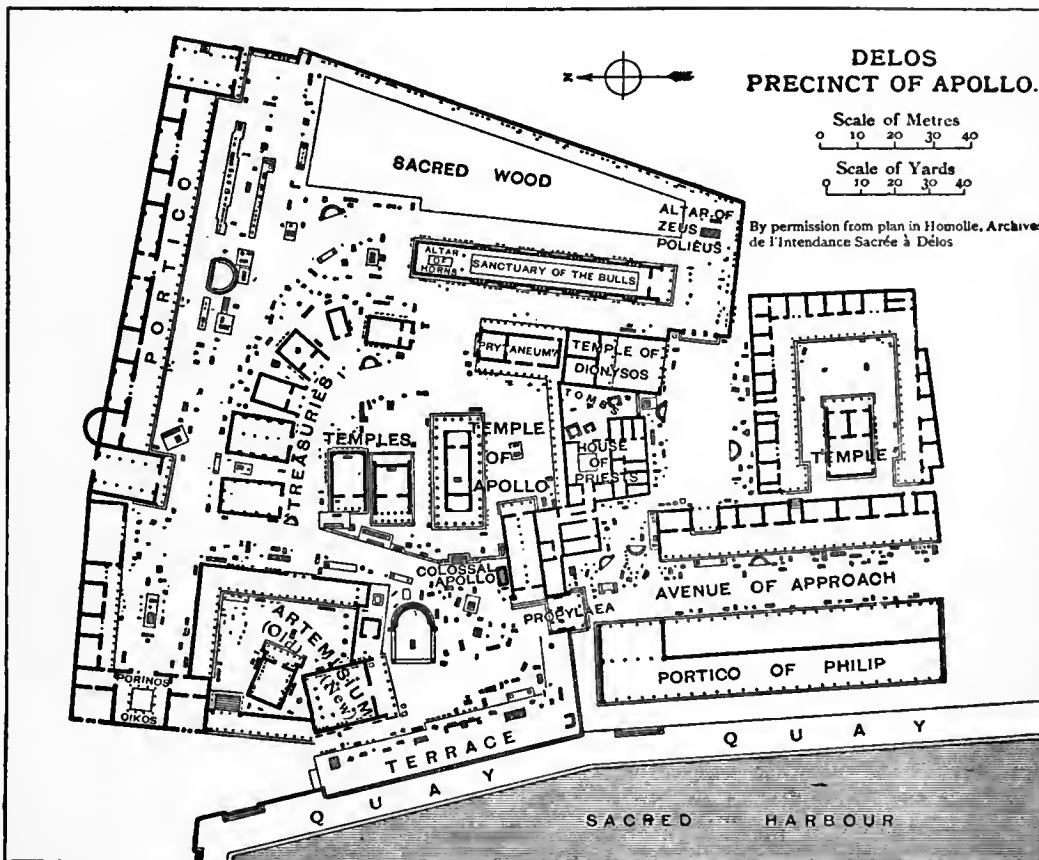 DELOS
PRECINCT OF APOLLO.
Scale of Metres
0 10 20 30 40
Scale of Yards
0 10 20 30 40
By permission from plan in Homolle, Archives
de l'Intendance Sacrée à Délos
N
SACRED WOOD
ALTAR OF
ZEUS
POLIEUS
ALTAR
OF
HORNS
SANCTUARY OF THE BULLS
PORTICO
PRYTANEUM?
TEMPLE OF
DIONYSOS
TOMBS
TREASURIES
TEMPLES
TEMPLE
OF
APOLLO
HOUSE
OF
PRIESTS
TEMPLE
COLOSSAL
APOLLO
AVENUE OF APPROACH
PROPYLAEA
ARTEMISIUM
(Old)
(New)
PORTICO OF PHILIP
PORINOS
OIKOS
TERRACE
QUAY
QUAY
SACRED HARBOUR